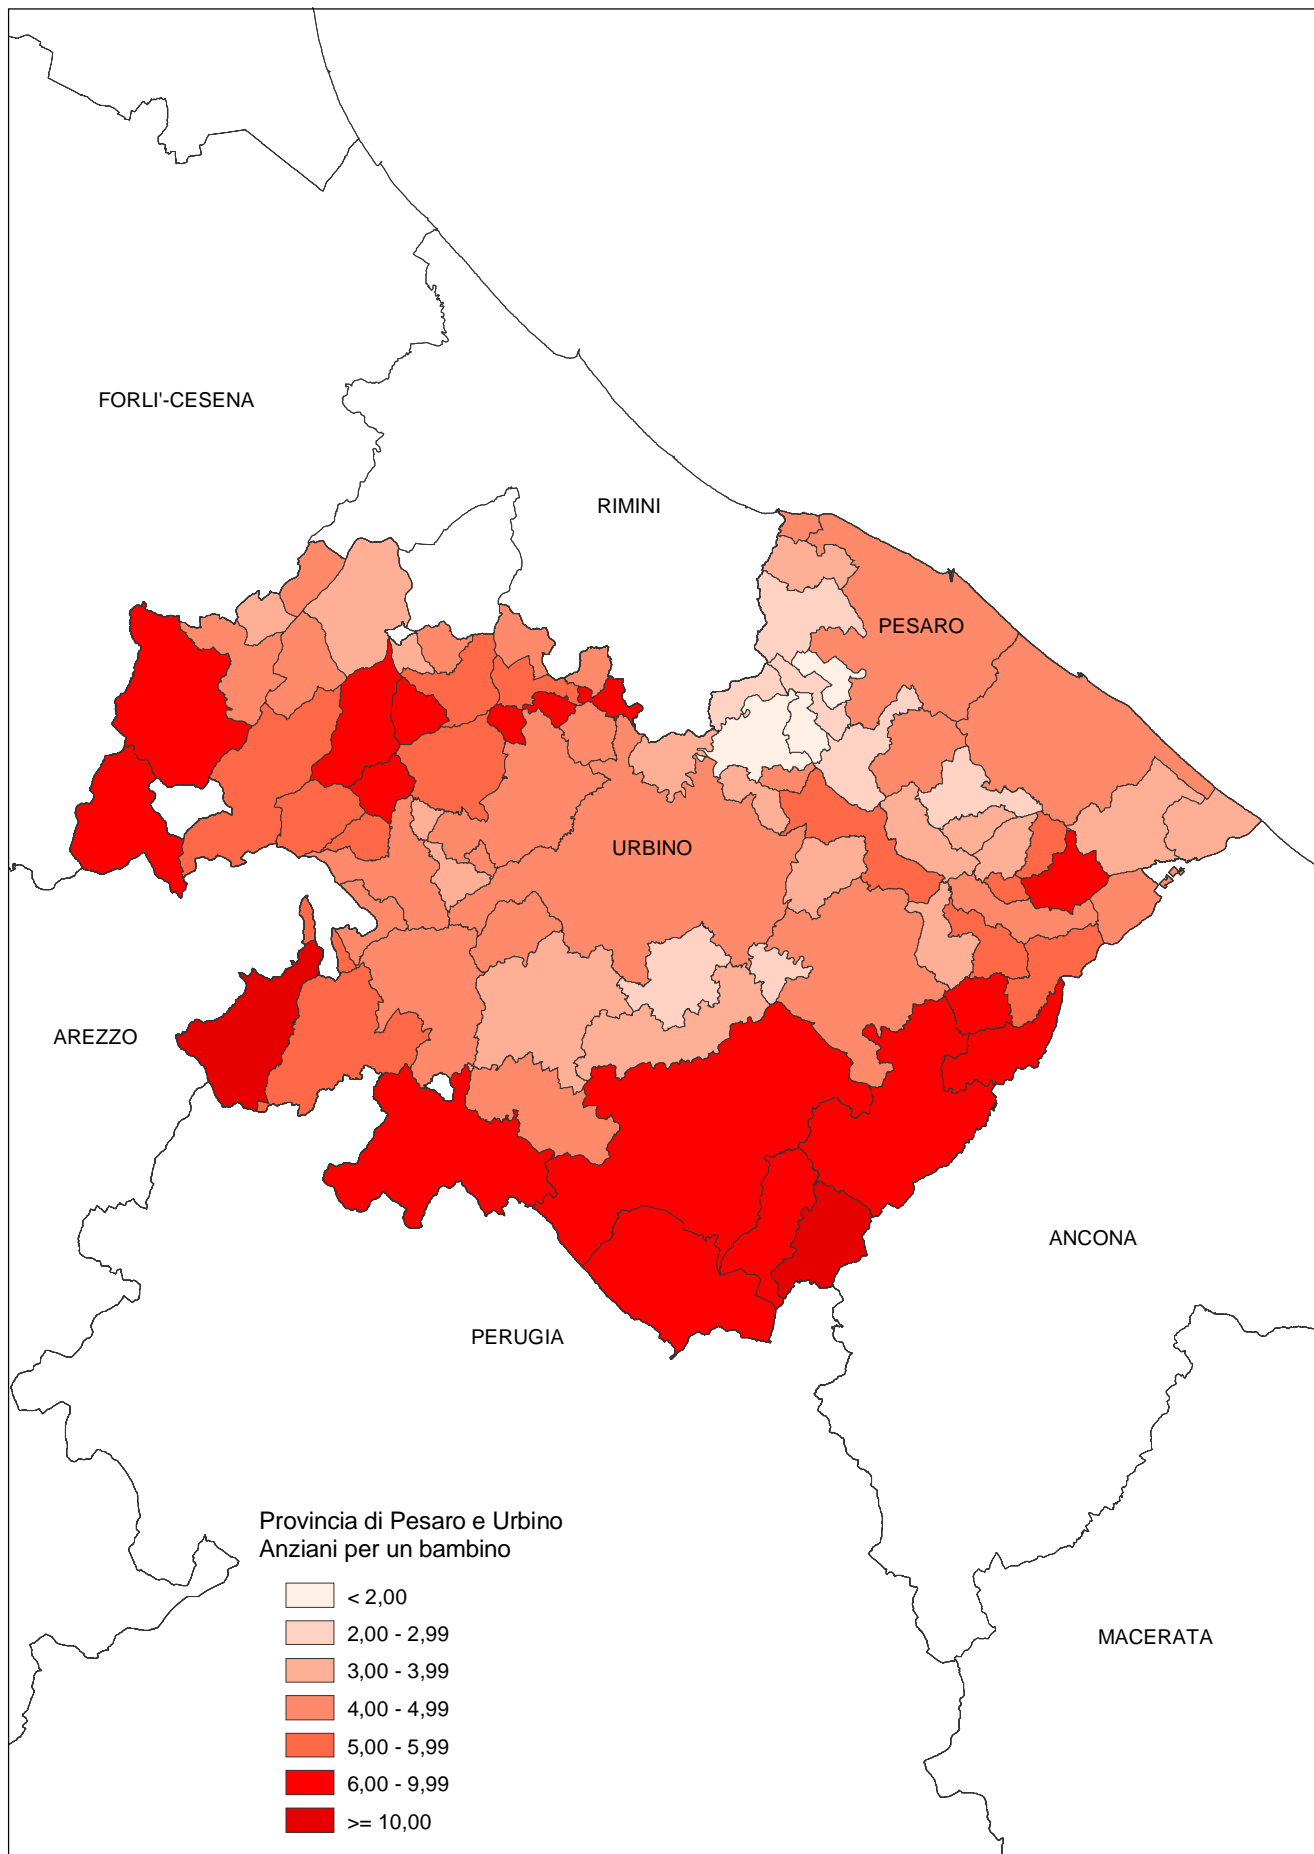 FORLI'-CESENA
RIMINI
PESARO
URBINO
AREZZO
ANCONA
PERUGIA
MACERATA
Provincia di Pesaro e Urbino
Anziani per un bambino
< 2,00
2,00 - 2,99
3,00 - 3,99
4,00 - 4,99
5,00 - 5,99
6,00 - 9,99
>= 10,00